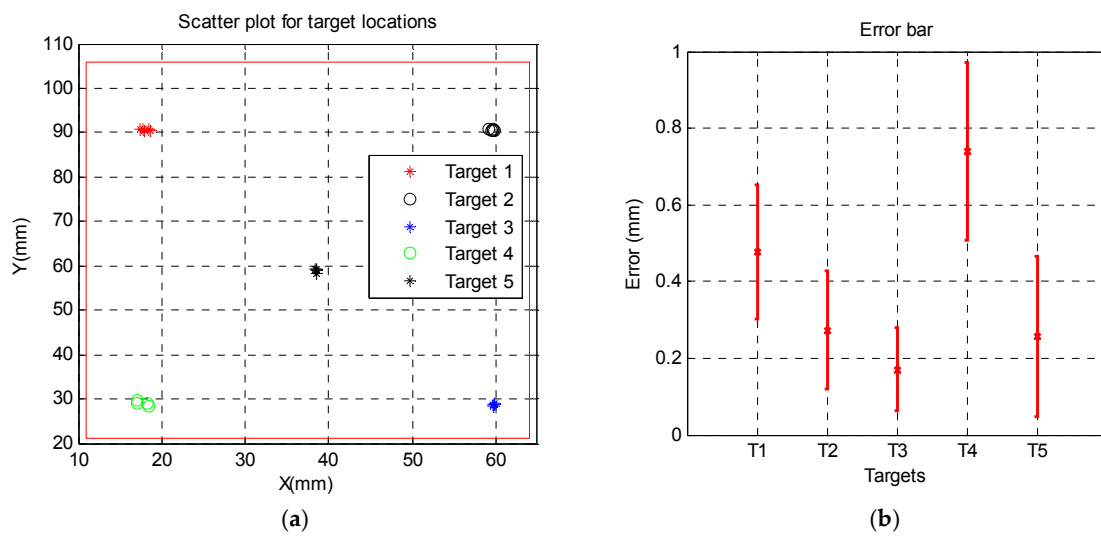 Scatter plot for target locations
110
100
90
80
70
60
50
40
30
20
10 20 30 40 50 60
Y(mm)
X(mm)
Target 1
Target 2
Target 3
Target 4
Target 5
(a)
Error bar
1
0.8
0.6
0.4
0.2
0
Error (mm)
T1 T2 T3 T4 T5
Targets
(b)